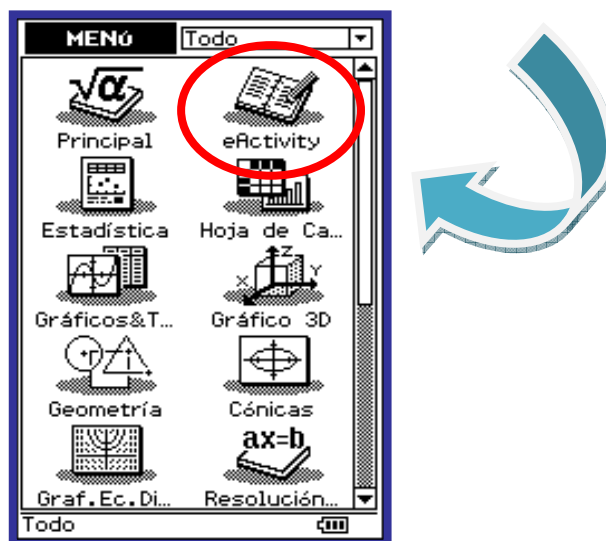 MENú Todo
√α
Principal eActivity
Estadística Hoja de Ca...
Z
X Y
Gráficos&T... Gráfico 3D
r i
Geometría Cónicas
ax=b
Graf.Ec.Di... Resolución...
Todo